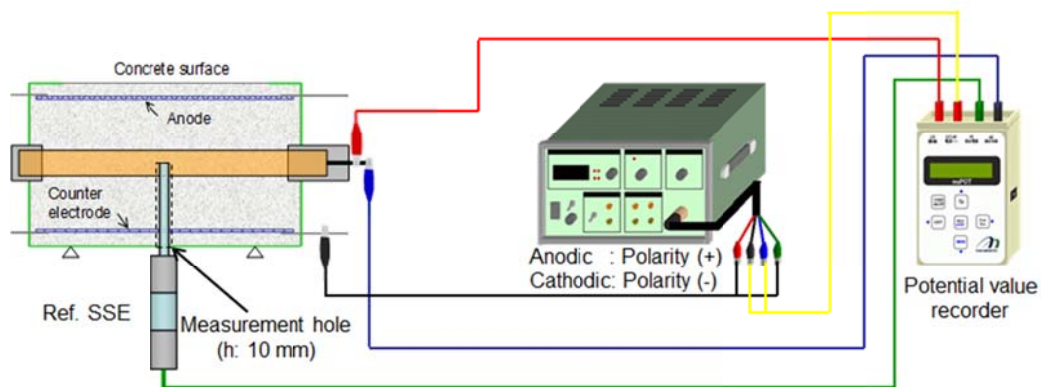 Concrete surface
Anode
Counter
electrode
Ref. SSE
Measurement hole
(h: 10 mm)
Anodic : Polarity (+)
Cathodic: Polarity (-)
Potential value
recorder